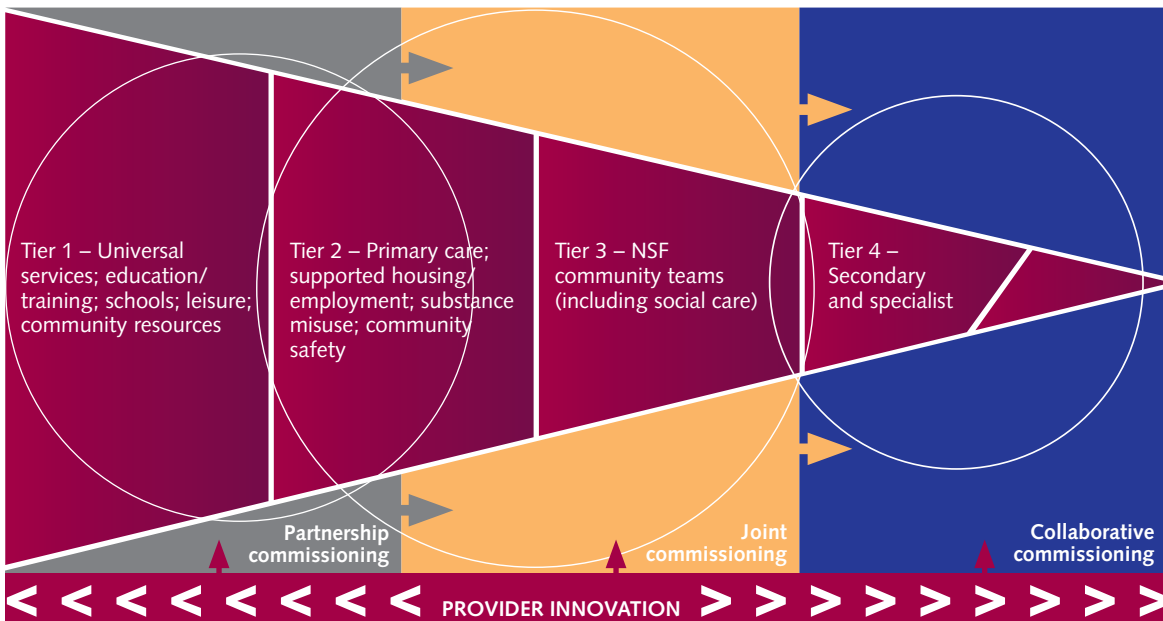 Tier 1 – Universal
services; education/
training; schools; leisure;
community resources
Tier 2 – Primary care;
supported housing/
employment; substance
misuse; community
safety
Tier 3 – NSF
community teams
(including social care)
Tier 4 –
Secondary
and specialist
Partnership
commissioning
Joint
commissioning
Collaborative
commissioning
< < < < < < < < < < PROVIDER INNOVATION > > > > > > > > > > > >